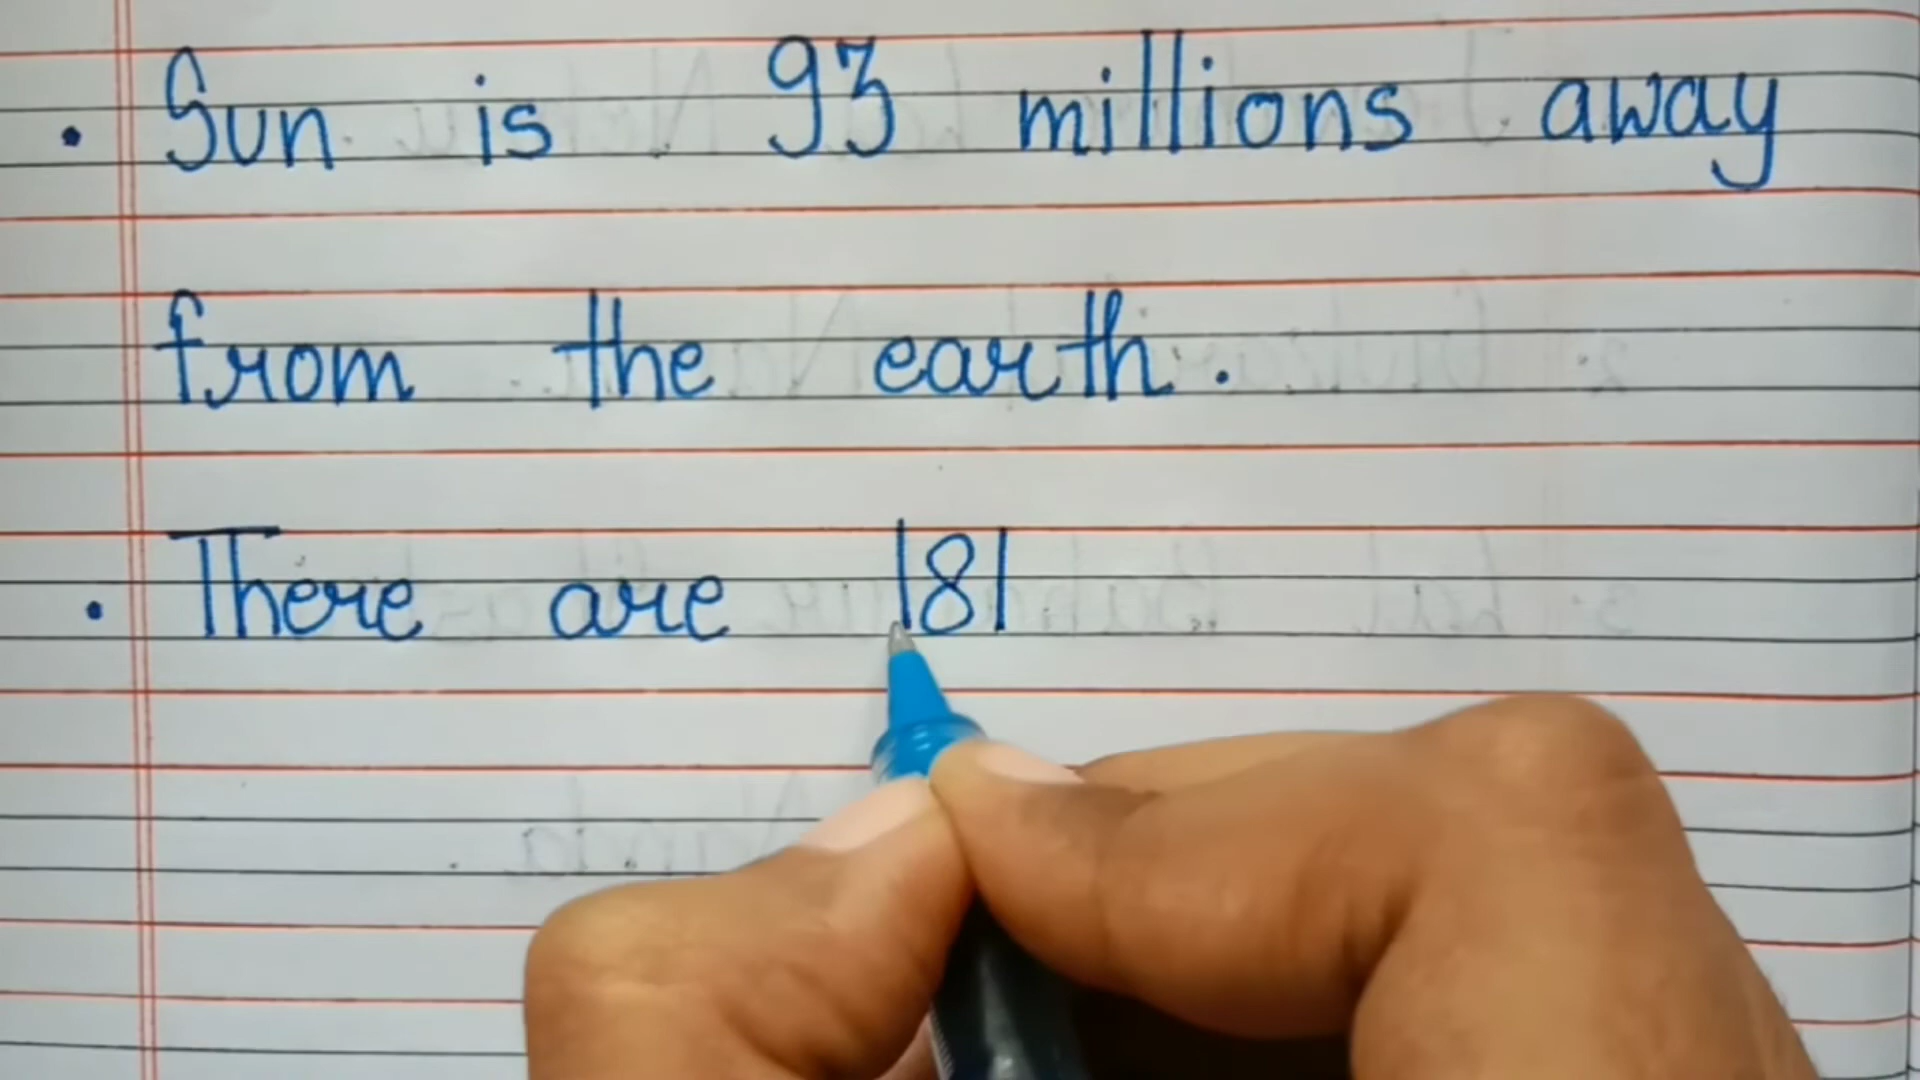 • Sun is 93 millions away
from the earth.
• There are 181